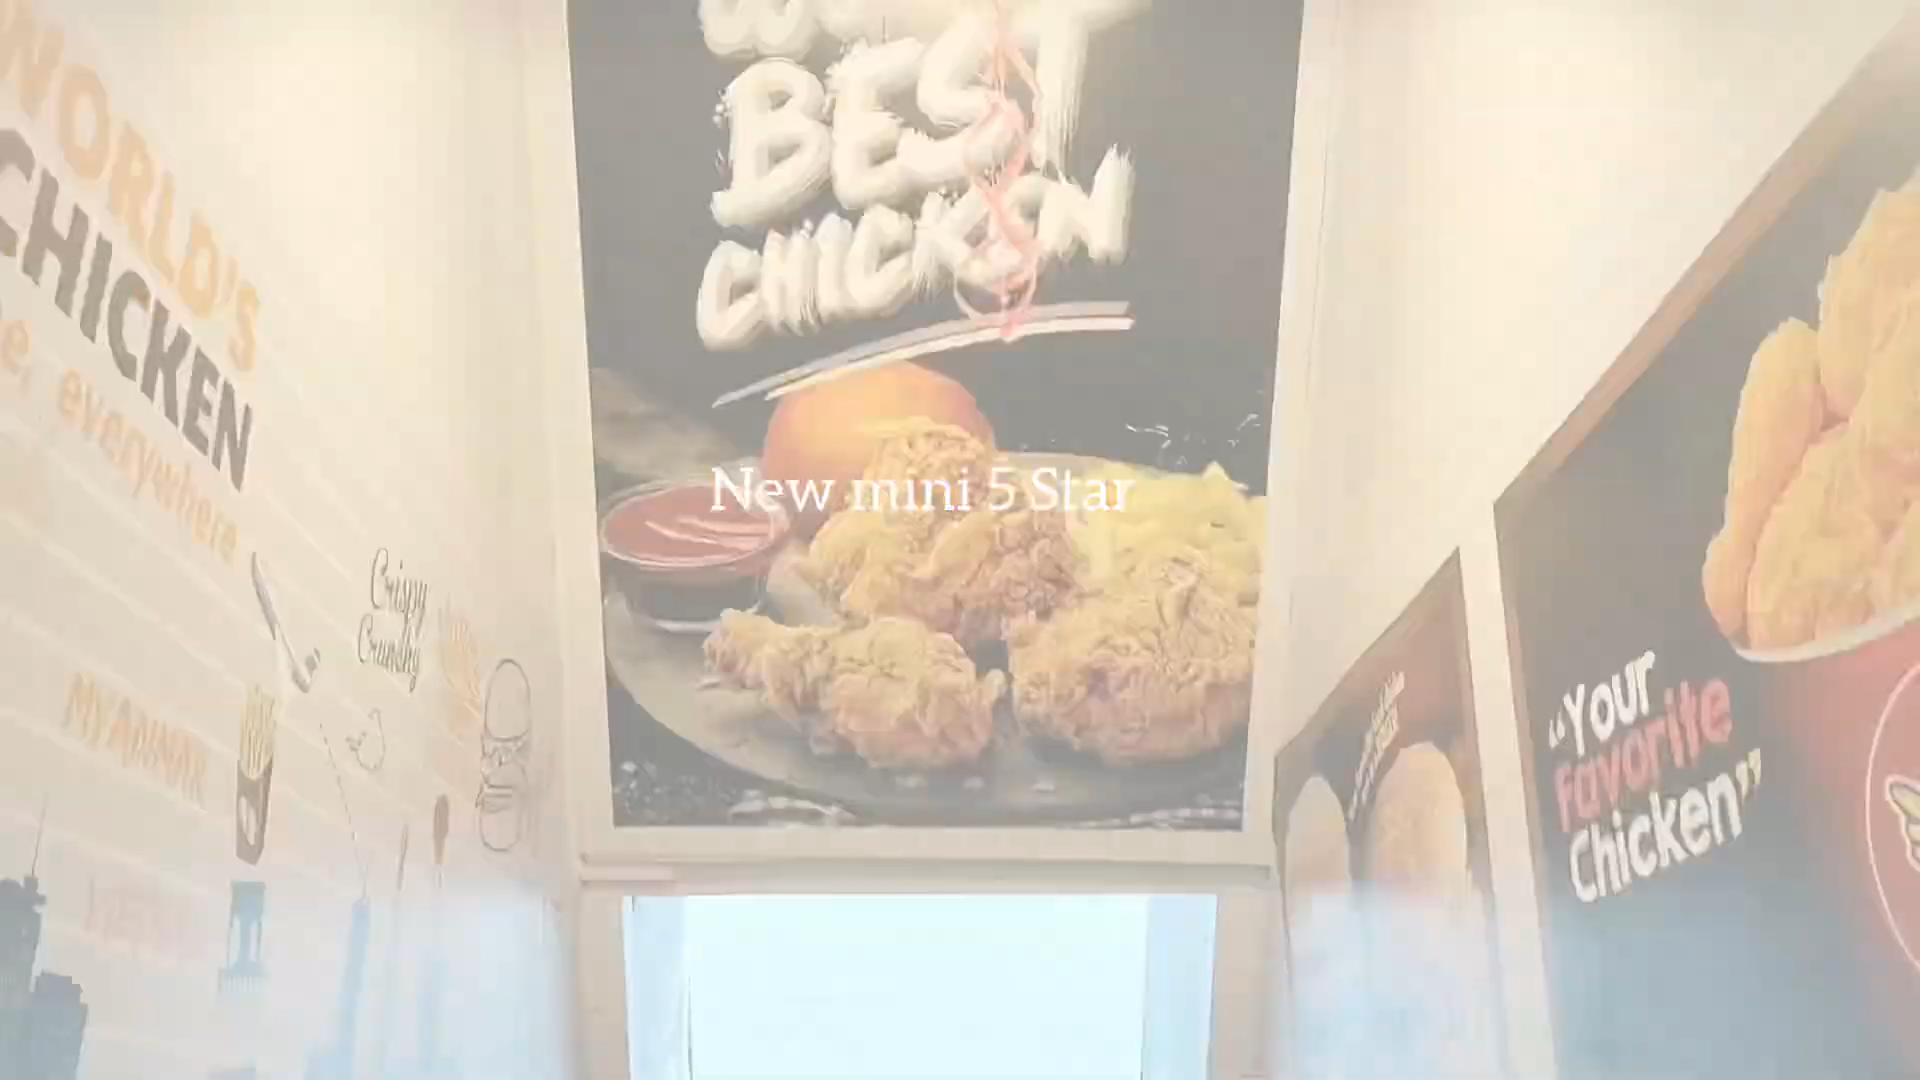 WORLD'S
CHICKEN
everywhere
Crispy
Crunchy
MYANMAR
BEST
CHICKEN
New mini 5 Star
"Your
Favorite
Chicken"